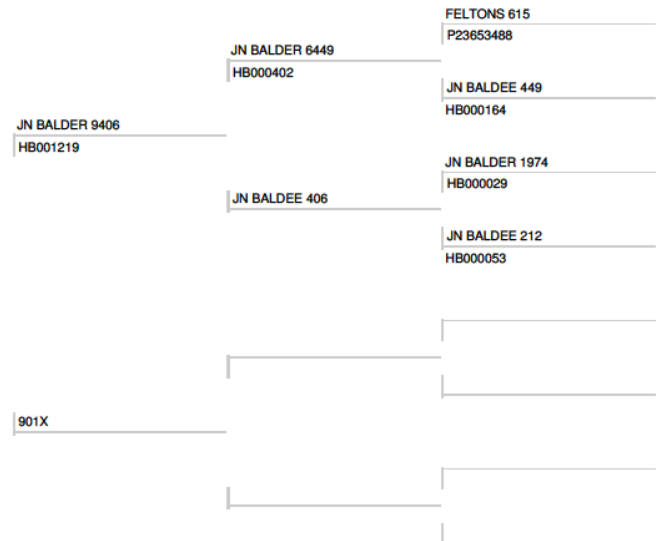 FELTONS 615
P23653488
JN BALDER 6449
HB000402
JN BALDEE 449
HB000164
JN BALDER 9406
HB001219
JN BALDER 1974
HB000029
JN BALDEE 406
JN BALDEE 212
HB000053
901X